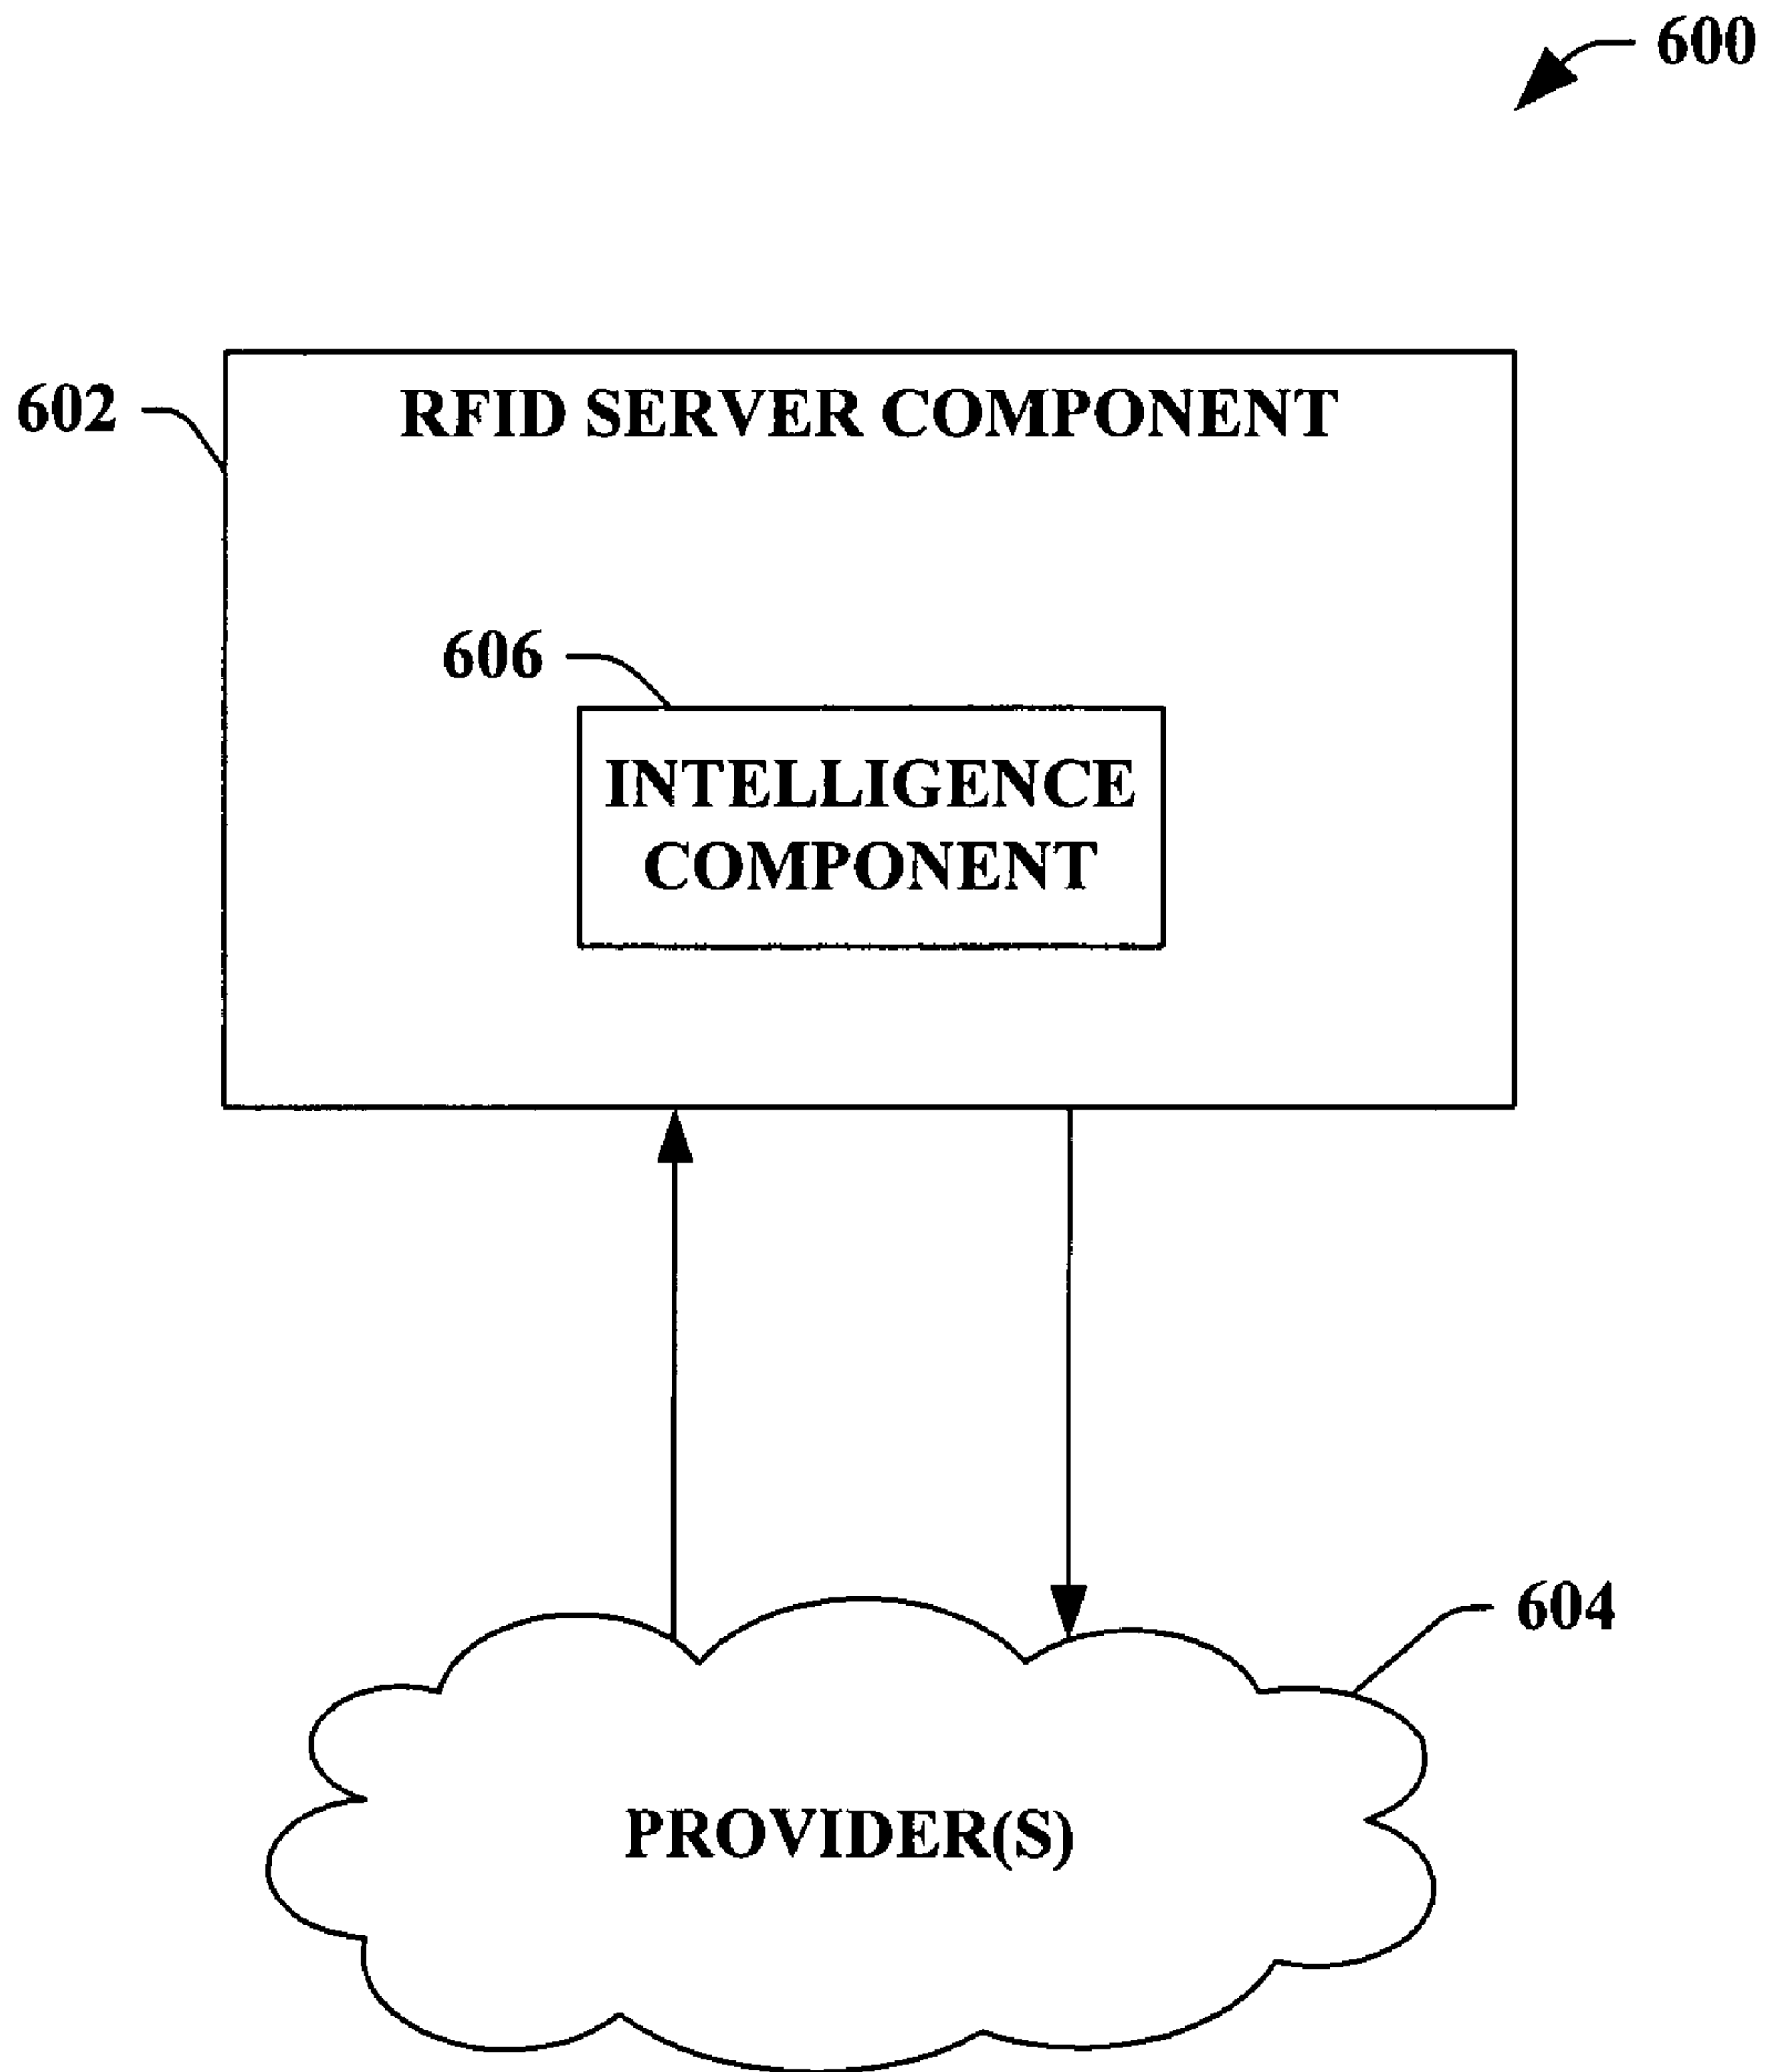 600
602
RFID SERVER COMPONENT
606
INTELLIGENCE
COMPONENT
604
PROVIDER(S)